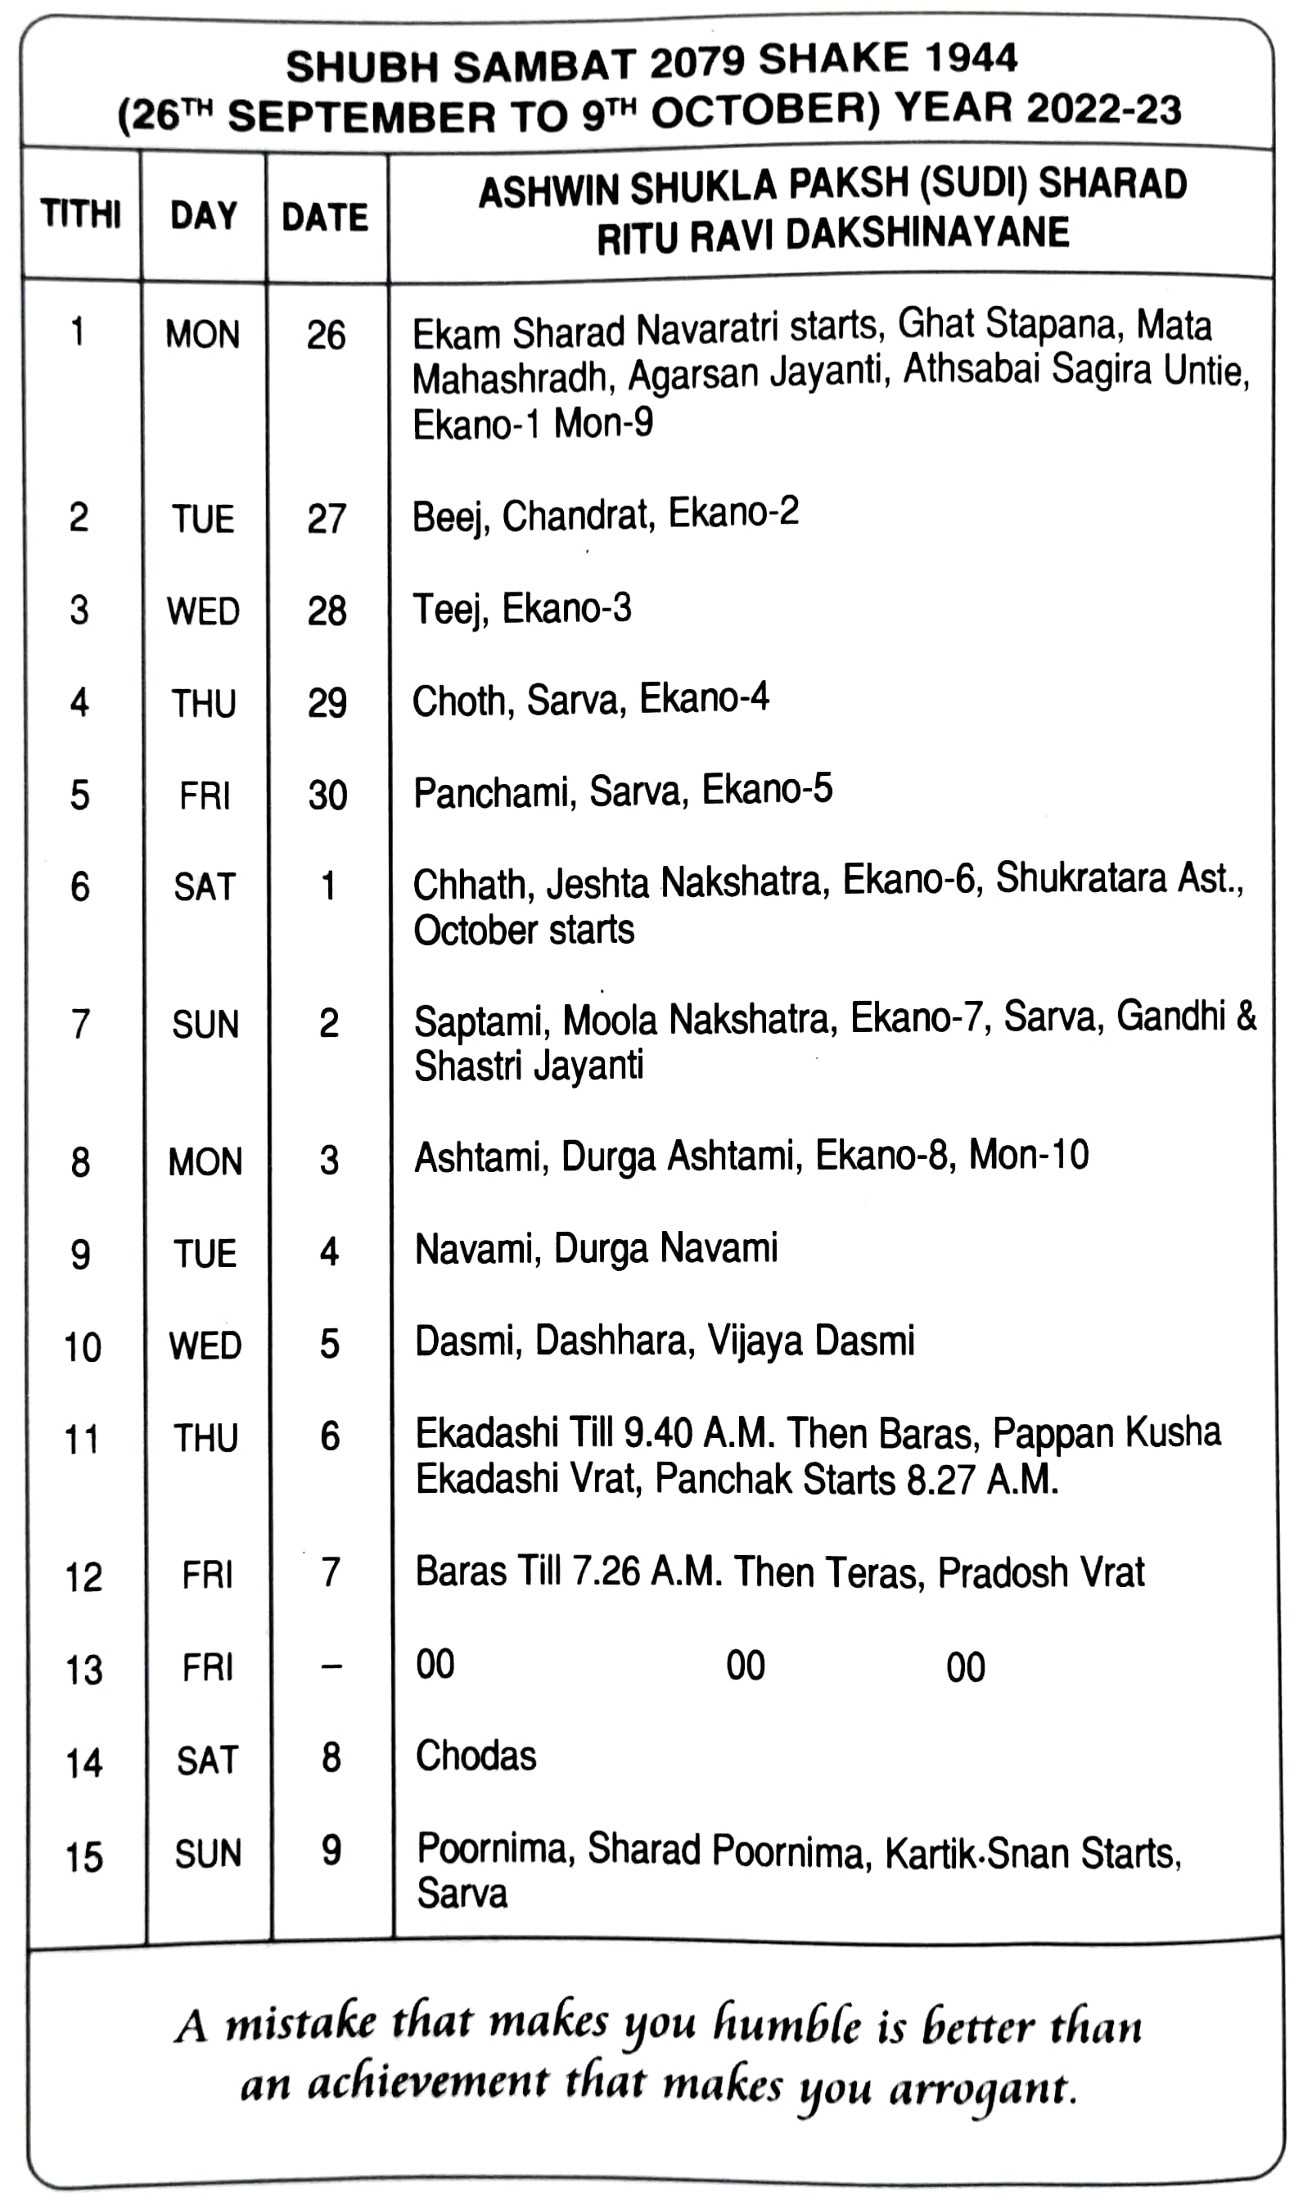 SHUBH SAMBAT 2079 SHAKE 1944
(26TH SEPTEMBER TO 9TH OCTOBER) YEAR 2022-23
TITHI DAY DATE ASHWIN SHUKLA PAKSH (SUDI) SHARAD
RITU RAVI DAKSHINAYANE
1 MON 26 Ekam Sharad Navaratri starts, Ghat Stapana, Mata
Mahashradh, Agarsan Jayanti, Athsabai Sagira Untie,
Ekano-1 Mon-9
2 TUE 27 Beej, Chandrat, Ekano-2
3 WED 28 Teej, Ekano-3
4 THU 29 Choth, Sarva, Ekano-4
5 FRI 30 Panchami, Sarva, Ekano-5
6 SAT 1 Chhath, Jeshta Nakshatra, Ekano-6, Shukratara Ast.,
October starts
7 SUN 2 Saptami, Moola Nakshatra, Ekano-7, Sarva, Gandhi &
Shastri Jayanti
8 MON 3 Ashtami, Durga Ashtami, Ekano-8, Mon-10
9 TUE 4 Navami, Durga Navami
10 WED 5 Dasmi, Dashhara, Vijaya Dasmi
11 THU 6 Ekadashi Till 9.40 A.M. Then Baras, Pappan Kusha
Ekadashi Vrat, Panchak Starts 8.27 A.M.
12 FRI 7 Baras Till 7.26 A.M. Then Teras, Pradosh Vrat
13 FRI – 00 00 00
14 SAT 8 Chodas
15 SUN 9 Poornima, Sharad Poornima, Kartik·Snan Starts,
Sarva
A mistake that makes you humble is better than
an achievement that makes you arrogant.